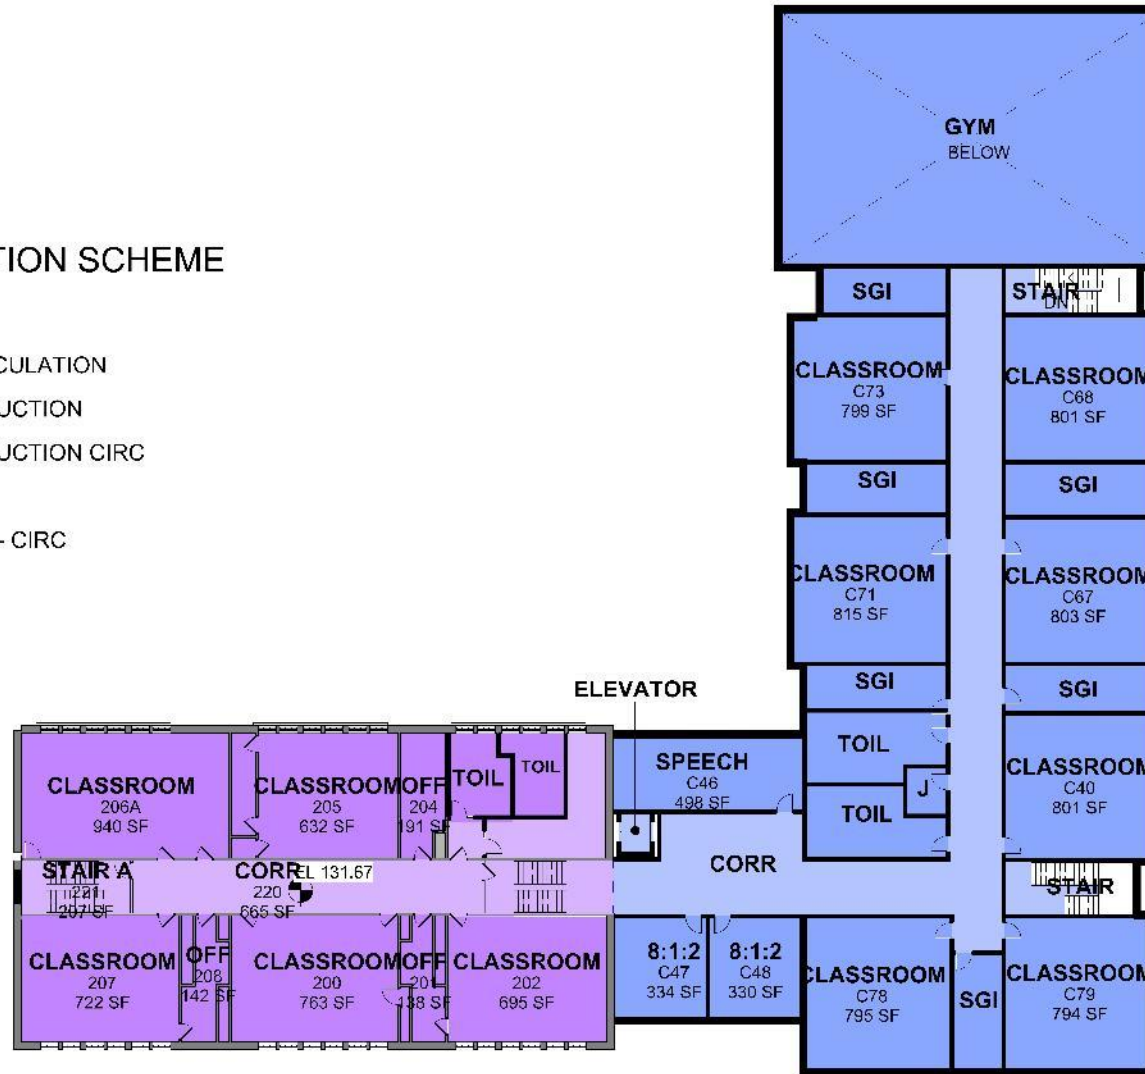 GYM
BELOW
TION SCHEME
SGI
STAIR
DN
CULATION
UCTION
UCTION CIRC
- CIRC
CLASSROOM
C73
799 SF
CLASSROOM
C68
801 SF
SGI
SGI
CLASSROOM
C71
815 SF
CLASSROOM
C67
803 SF
SGI
SGI
ELEVATOR
TOIL
TOIL
J
CLASSROOM
C40
801 SF
SPEECH
C46
498 SF
CLASSROOM
206A
940 SF
CLASSROOM
205
632 SF
OFF
204
191 SF
TOIL
TOIL
STAIR A
221
207 SF
CORR
220
665 SF
EL 131.67
CORR
STAIR
CLASSROOM
207
722 SF
OFF
208
142 SF
CLASSROOM
200
763 SF
OFF
201
138 SF
CLASSROOM
202
695 SF
8:1:2
C47
334 SF
8:1:2
C48
330 SF
CLASSROOM
C78
795 SF
SGI
CLASSROOM
C79
794 SF